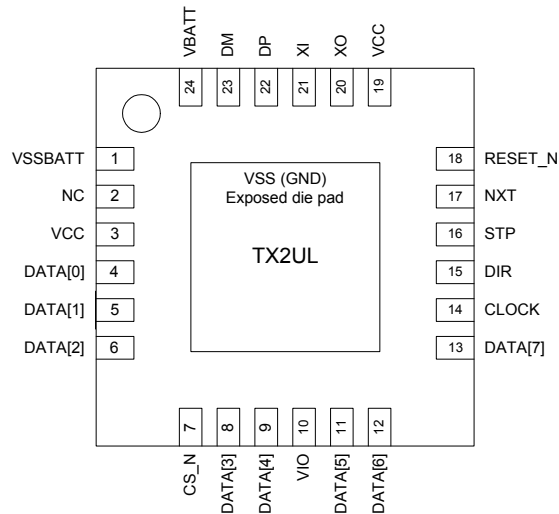 VBATT
DM
DP
XI
XO
VCC
24
23
22
21
20
19
VSSBATT 1
NC 2
VCC 3
DATA[0] 4
DATA[1] 5
DATA[2] 6
VSS (GND)
Exposed die pad
TX2UL
18 RESET_N
17 NXT
16 STP
15 DIR
14 CLOCK
13 DATA[7]
7
8
9
10
11
12
CS_N
DATA[3]
DATA[4]
VIO
DATA[5]
DATA[6]